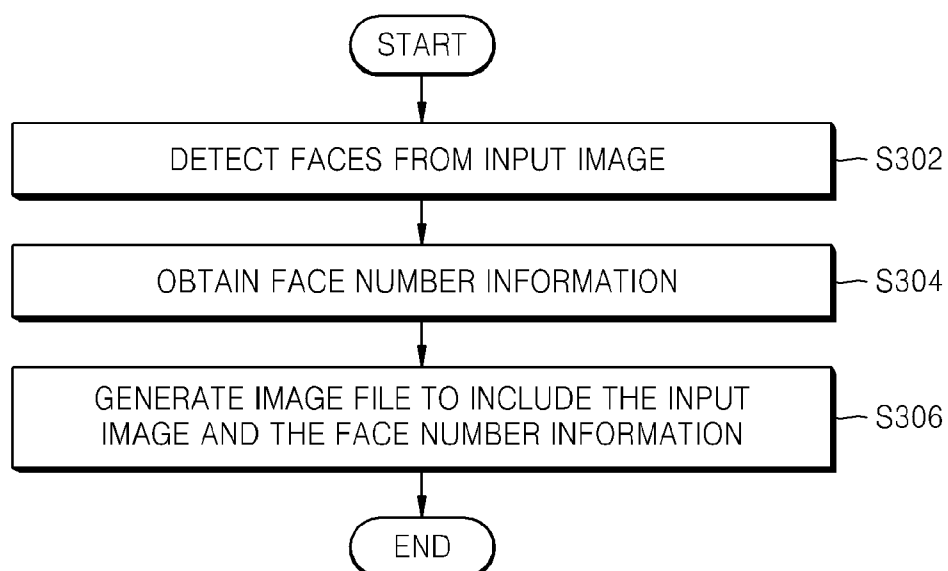 START
DETECT FACES FROM INPUT IMAGE
S302
OBTAIN FACE NUMBER INFORMATION
S304
GENERATE IMAGE FILE TO INCLUDE THE INPUT
IMAGE AND THE FACE NUMBER INFORMATION
S306
END